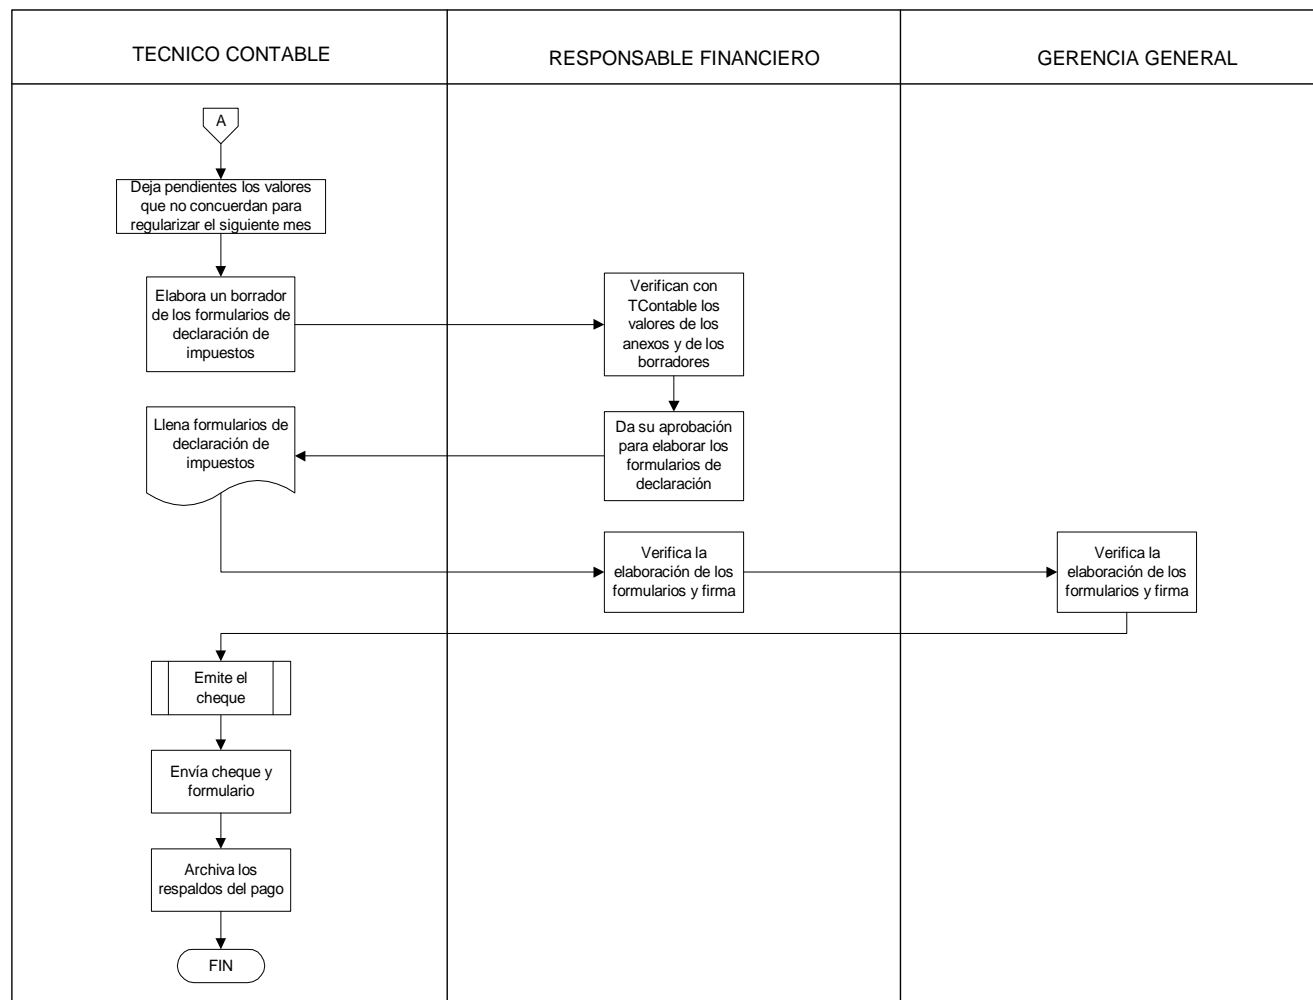 TECNICO CONTABLE
RESPONSABLE FINANCIERO
GERENCIA GENERAL
A
Deja pendientes los valores
que no concuerdan para
regularizar el siguiente mes
Elabora un borrador
de los formularios de
declaración de
impuestos
Verifican con
TContable los
valores de los
anexos y de los
borradores
Llena formularios de
declaración de
impuestos
Da su aprobación
para elaborar los
formularios de
declaración
Verifica la
elaboración de los
formularios y firma
Verifica la
elaboración de los
formularios y firma
Emite el
cheque
Envía cheque y
formulario
Archiva los
respaldos del pago
FIN